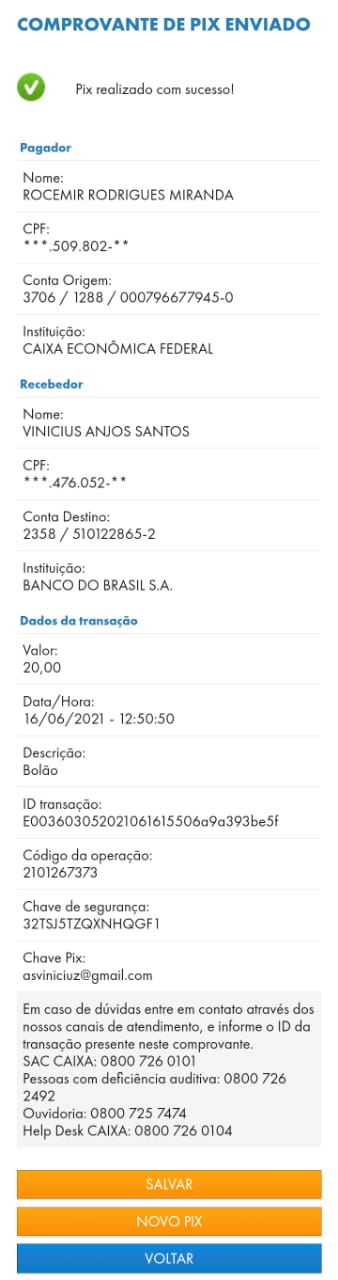 COMPROVANTE DE PIX ENVIADO
Pix realizado com sucesso!
Pagador
Nome:
ROCEMIR RODRIGUES MIRANDA
CPF:
***.509.802-**
Conta Origem:
3706 / 1288 / 000796677945-0
Instituição:
CAIXA ECONÔMICA FEDERAL
Recebedor
Nome:
VINICIUS ANJOS SANTOS
CPF:
***.476.052-**
Conta Destino:
2358 / 510122865-2
Instituição:
BANCO DO BRASIL S.A.
Dados da transação
Valor:
20,00
Data/Hora:
16/06/2021 - 12:50:50
Descrição:
Bolão
ID transação:
E003603052021061615506a9a393be5f
Código da operação:
2101267373
Chave de segurança:
32TSJ5TZQXNHQGF1
Chave Pix:
asviniciuz@gmail.com
Em caso de dúvidas entre em contato através dos
nossos canais de atendimento, e informe o ID da
transação presente neste comprovante.
SAC CAIXA: 0800 726 0101
Pessoas com deficiência auditiva: 0800 726
2492
Ouvidoria: 0800 725 7474
Help Desk CAIXA: 0800 726 0104
SALVAR
NOVO PIX
VOLTAR